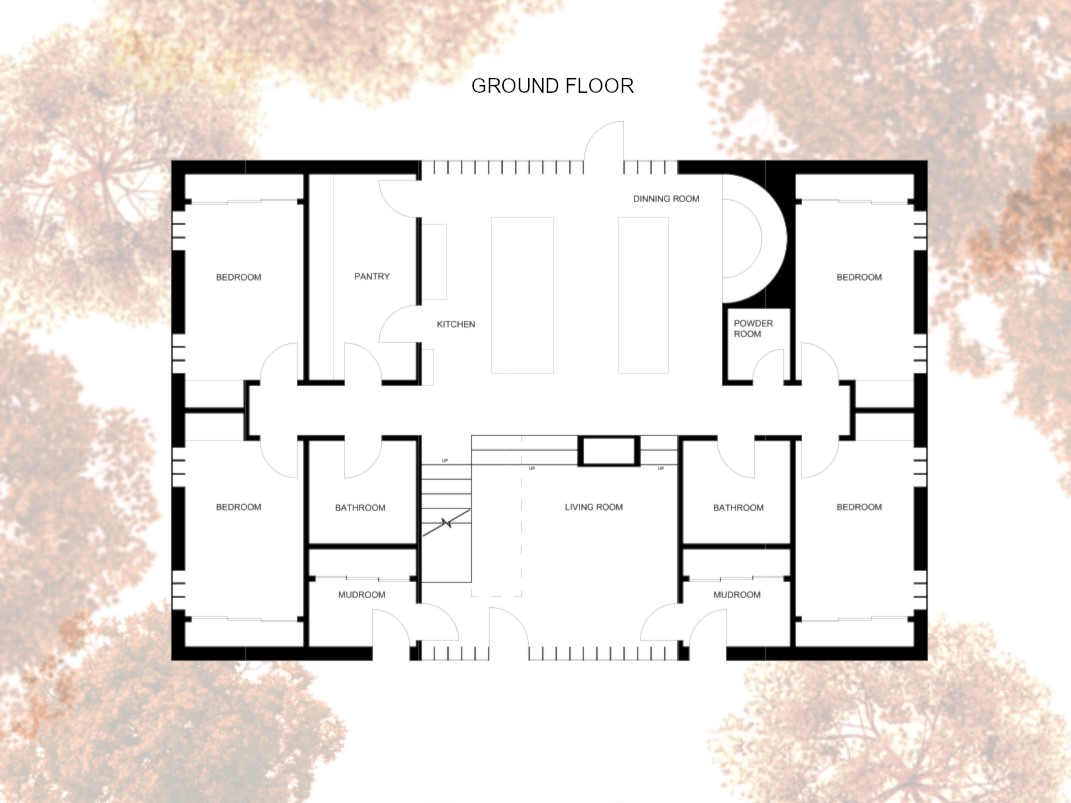 GROUND FLOOR
DINNING ROOM
BEDROOM
PANTRY
BEDROOM
KITCHEN
POWDER
ROOM
UP
UP
UP
BEDROOM
BATHROOM
LIVING ROOM
BATHROOM
BEDROOM
MUDROOM
MUDROOM